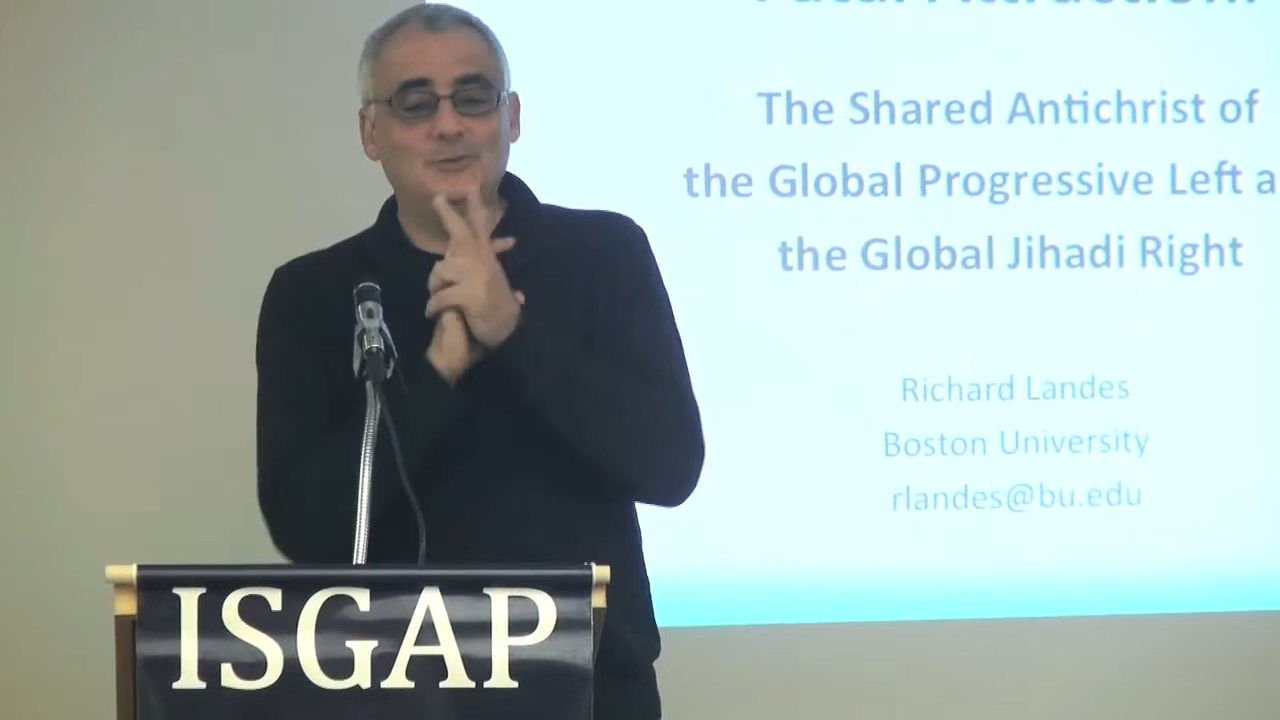 The Shared Antichrist of
the Global Progressive Left a
the Global Jihadi Right
Richard Landes
Boston University
rlandes@bu.edu
ISGAP